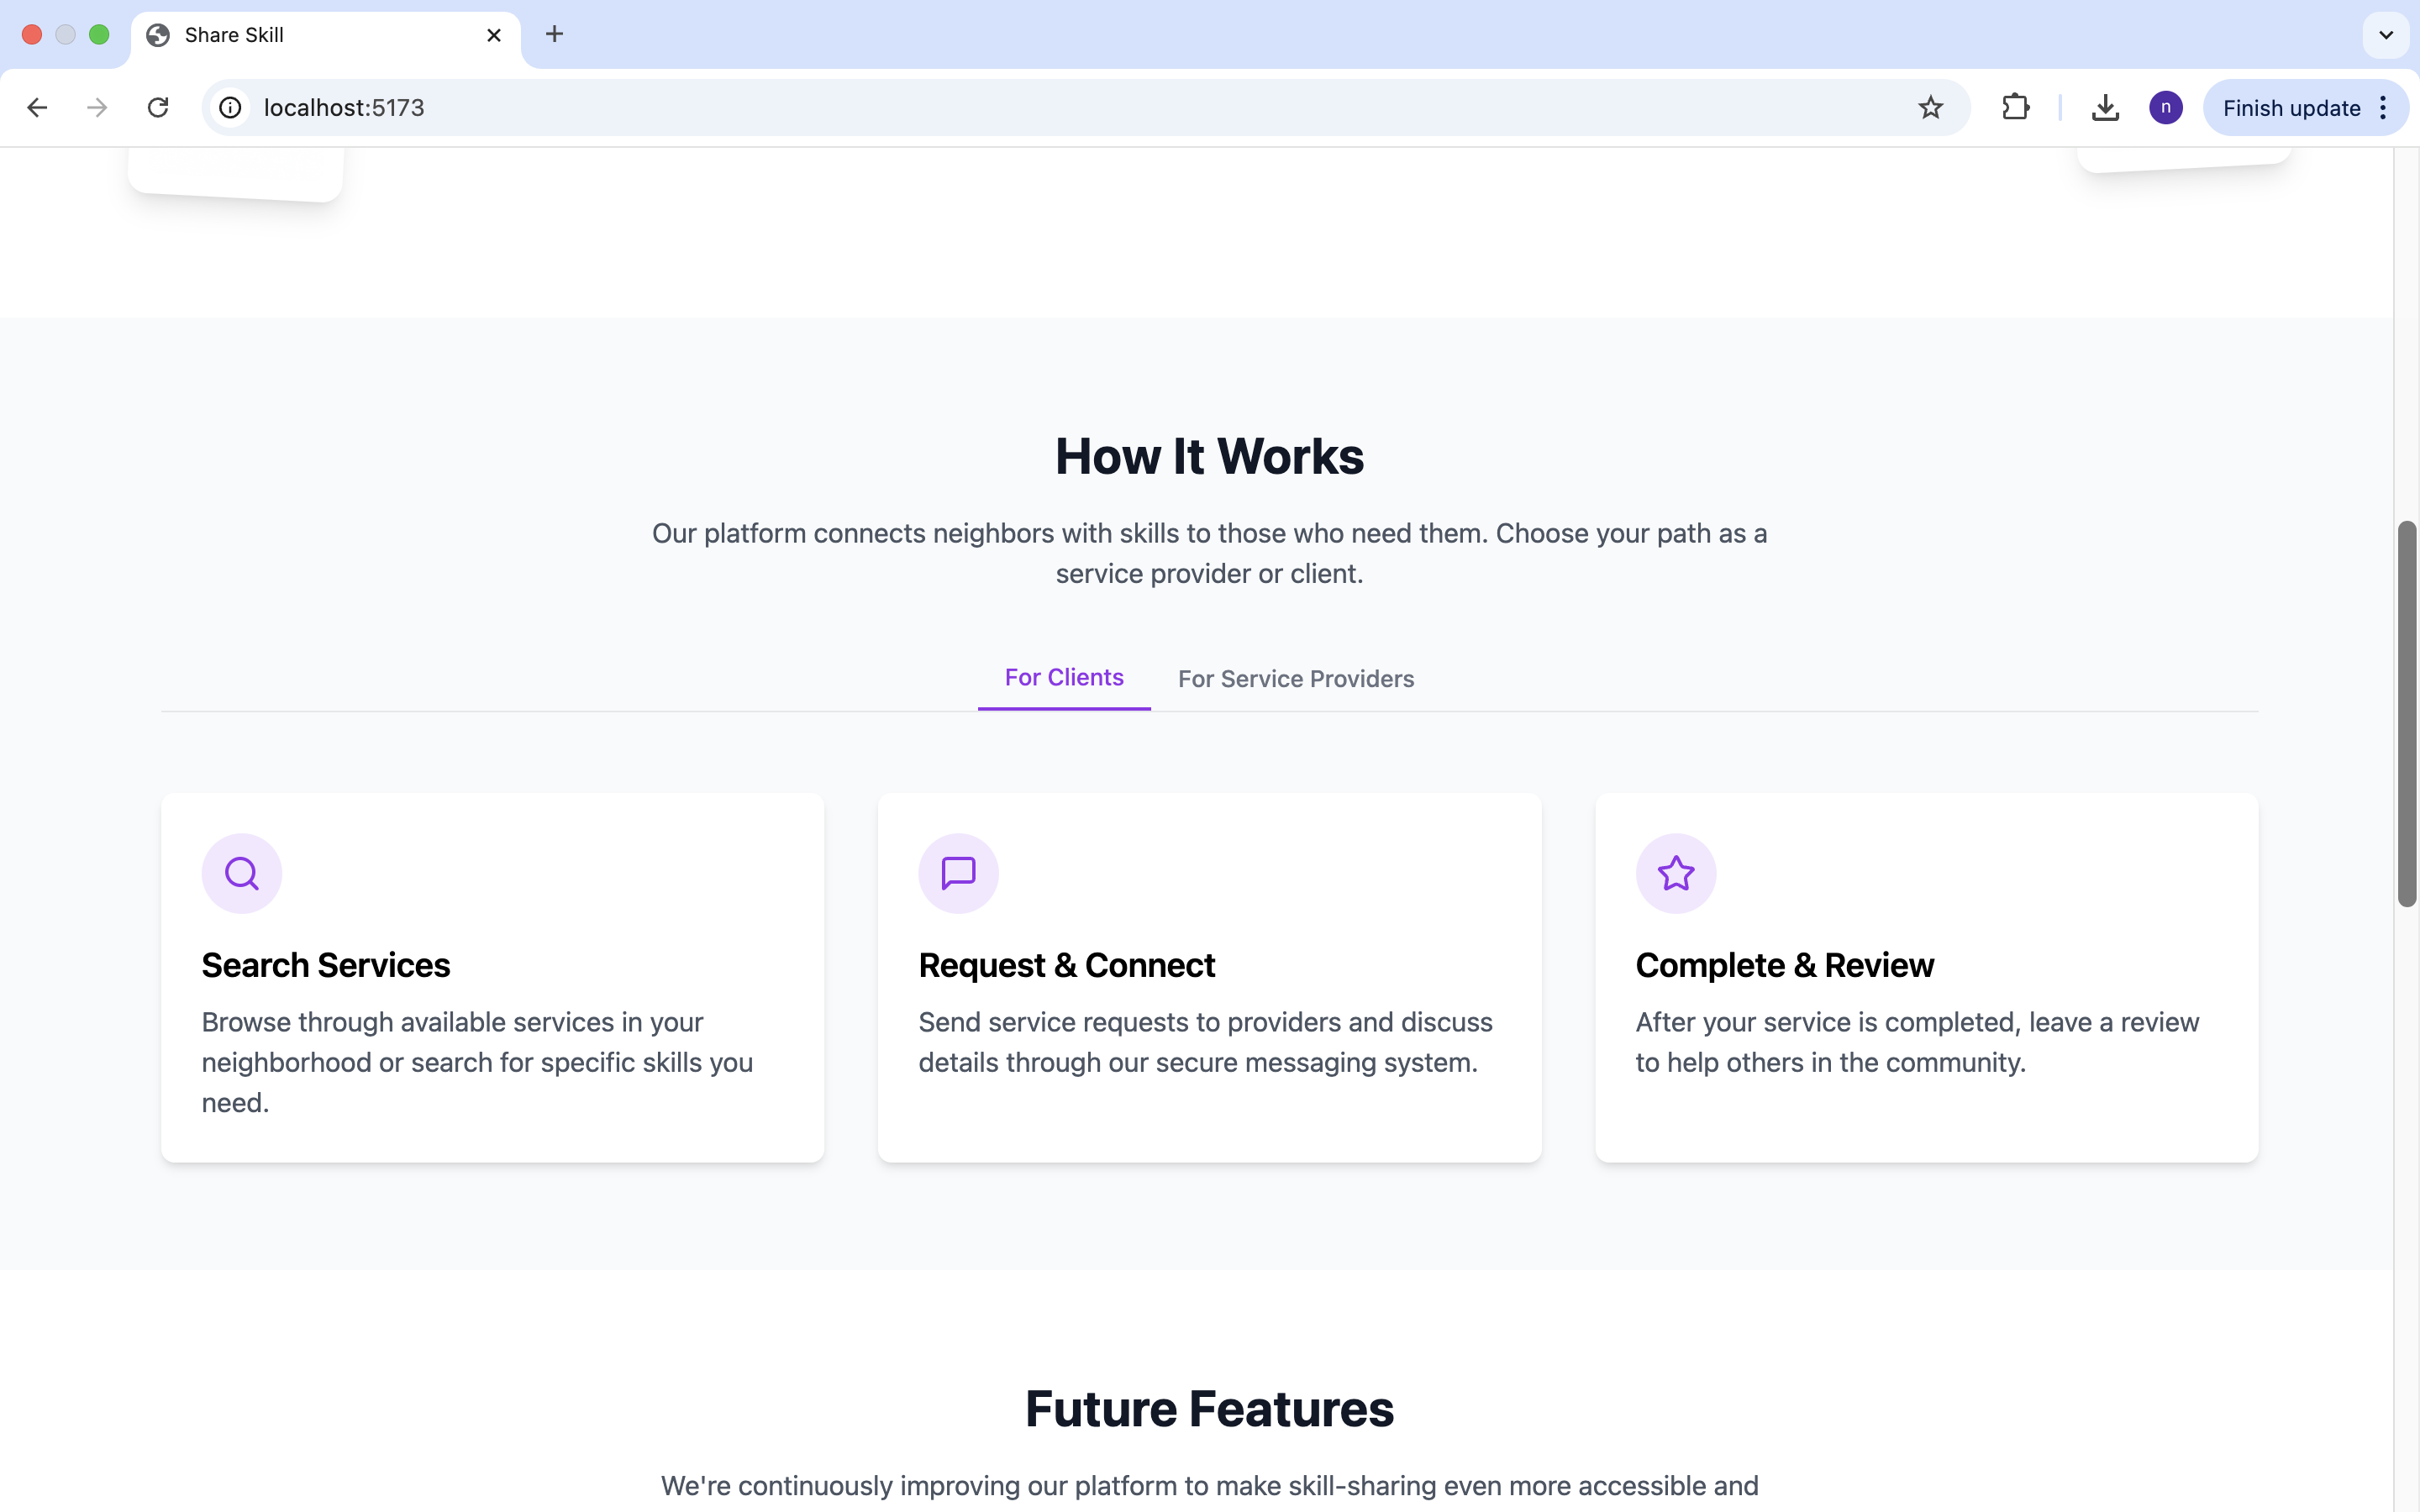 Share Skill
localhost:5173
n
Finish update
How It Works
Our platform connects neighbors with skills to those who need them. Choose your path as a
service provider or client.
For Clients
For Service Providers
Search Services
Browse through available services in your
neighborhood or search for specific skills you
need.
Request & Connect
Send service requests to providers and discuss
details through our secure messaging system.
Complete & Review
After your service is completed, leave a review
to help others in the community.
Future Features
We're continuously improving our platform to make skill-sharing even more accessible and